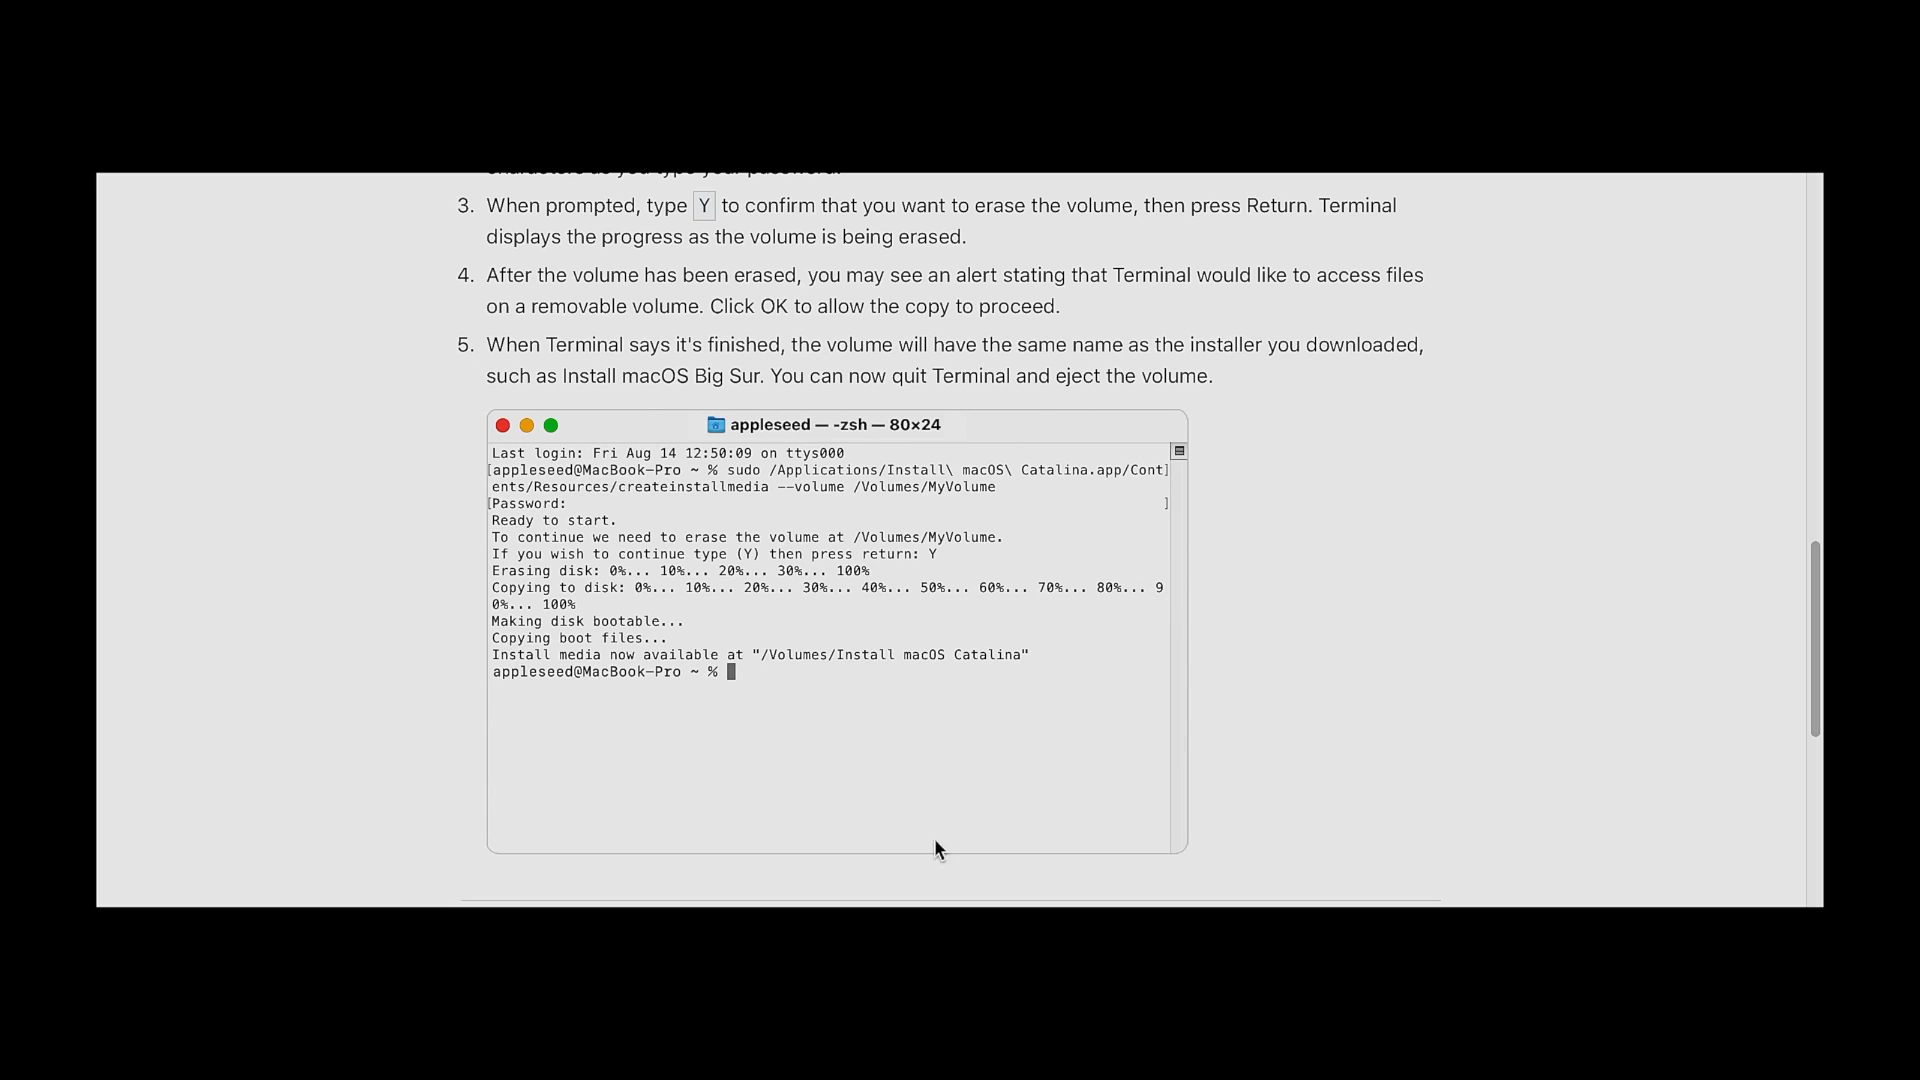 characters as you type your password.
3. When prompted, type Y to confirm that you want to erase the volume, then press Return. Terminal
displays the progress as the volume is being erased.
4. After the volume has been erased, you may see an alert stating that Terminal would like to access files
on a removable volume. Click OK to allow the copy to proceed.
5. When Terminal says it's finished, the volume will have the same name as the installer you downloaded,
such as Install macOS Big Sur. You can now quit Terminal and eject the volume.
appleseed — -zsh — 80×24
Last login: Fri Aug 14 12:50:09 on ttys000
[appleseed@MacBook-Pro ~ % sudo /Applications/Install\ macOS\ Catalina.app/Cont]
ents/Resources/createinstallmedia --volume /Volumes/MyVolume
[Password: ]
Ready to start.
To continue we need to erase the volume at /Volumes/MyVolume.
If you wish to continue type (Y) then press return: Y
Erasing disk: 0%... 10%... 20%... 30%... 100%
Copying to disk: 0%... 10%... 20%... 30%... 40%... 50%... 60%... 70%... 80%... 9
0%... 100%
Making disk bootable...
Copying boot files...
Install media now available at "/Volumes/Install macOS Catalina"
appleseed@MacBook-Pro ~ %